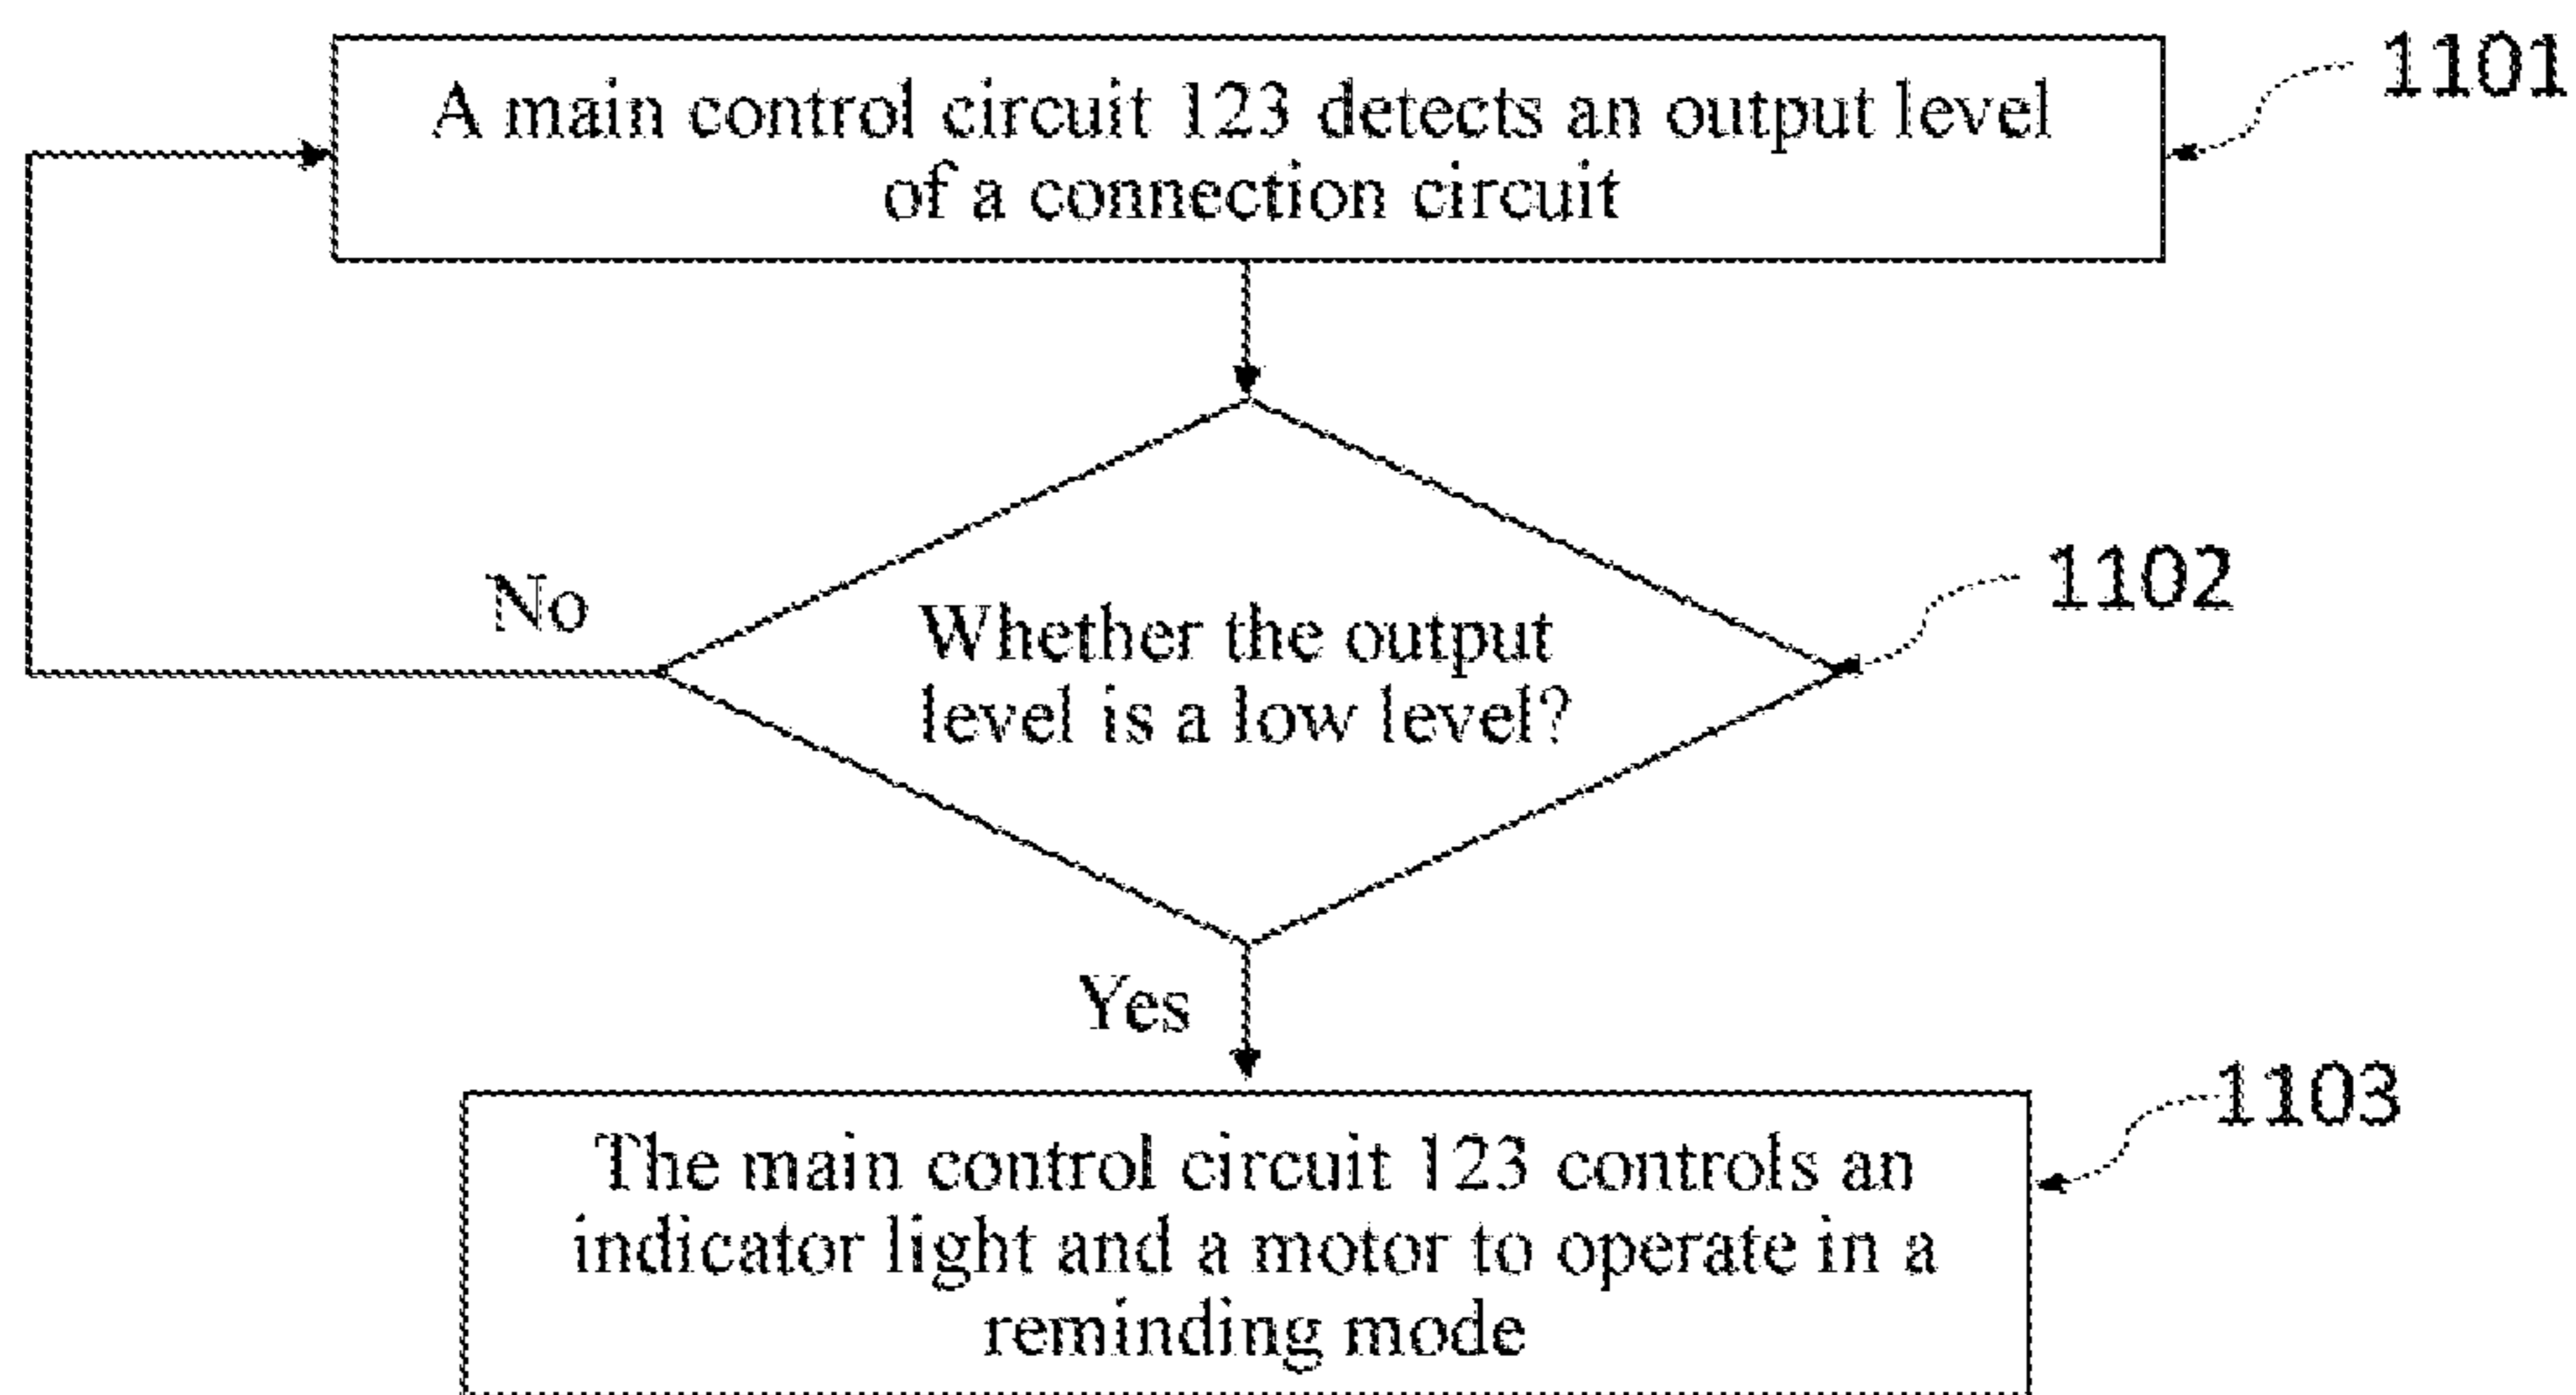 A main control circuit 123 detects an output level
of a connection circuit
1101
No
Whether the output
level is a low level?
1102
Yes
The main control circuit 123 controls an
indicator light and a motor to operate in a
reminding mode
1103